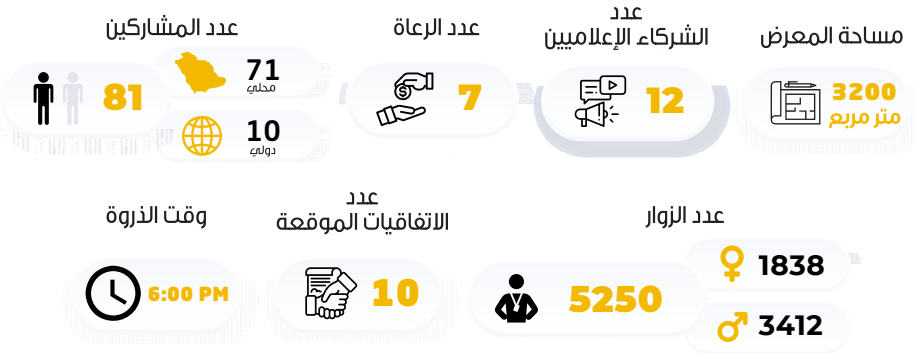 مساحة المعرض
3200
متر مربع
عدد
الشركاء الإعلاميين
12
عدد الرعاة
7
عدد المشاركين
81
71
محلي
10
دولي
عدد الزوار
5250
1838
3412
عدد
الاتفاقيات الموقعة
10
وقت الذروة
6:00 PM